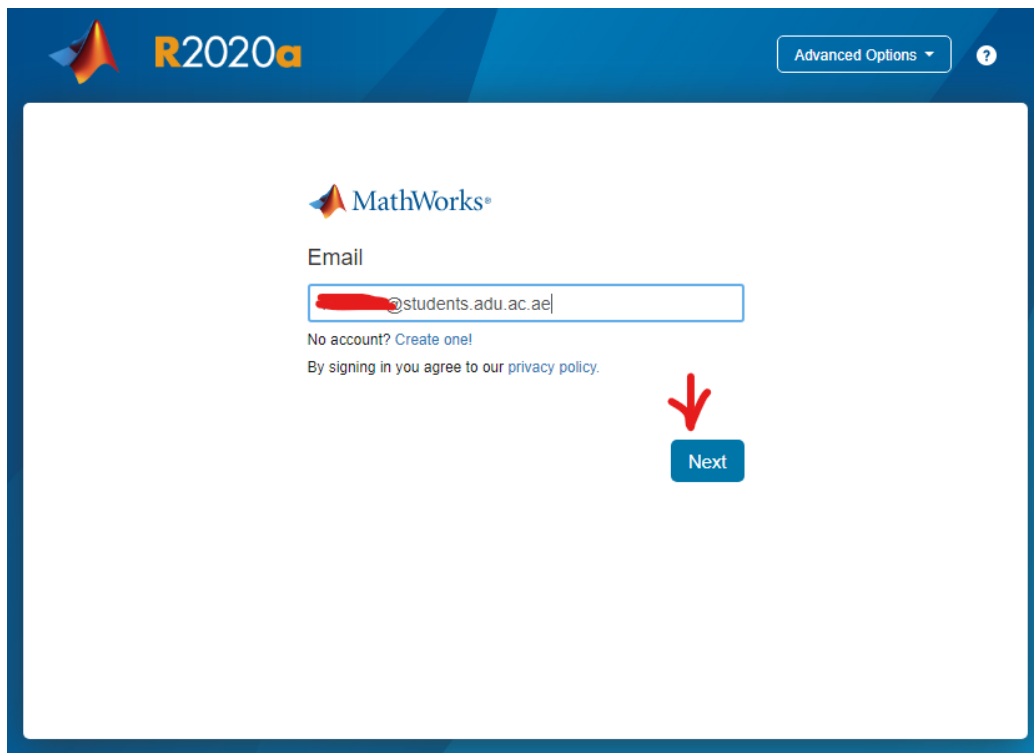 R2020a
Advanced Options
?
MathWorks®
Email
@students.adu.ac.ae
No account? Create one!
By signing in you agree to our privacy policy.
Next